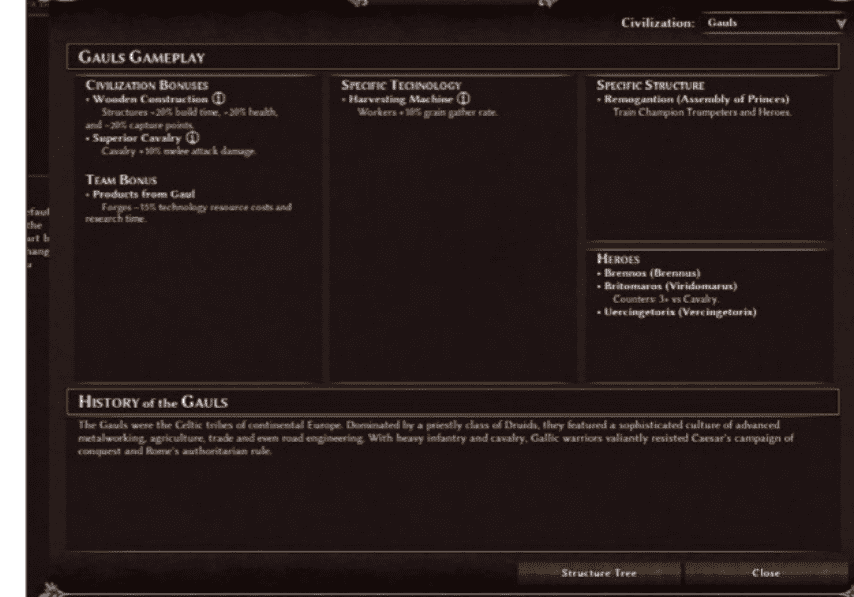 Civilization: Gauls
GAULS GAMEPLAY
CIVILIZATION BONUSES
• Wooden Construction
Structures -20% build time, -20% health,
and -20% capture points.
• Superior Cavalry
Cavalry +10% melee attack damage.
TEAM BONUS
• Products from Gaul
Forges -15% technology resource costs and
research time.
SPECIFIC TECHNOLOGY
• Harvesting Machine
Workers +10% grain gather rate.
SPECIFIC STRUCTURE
• Remogantion (Assembly of Princes)
Train Champion Trumpeters and Heroes.
HEROES
• Brennos (Brennus)
• Britomaros (Viridomarus)
Counters: 3× vs Cavalry.
• Uercingetorix (Vercingetorix)
HISTORY of the GAULS
The Gauls were the Celtic tribes of continental Europe. Dominated by a priestly class of Druids, they featured a sophisticated culture of advanced
metalworking, agriculture, trade and even road engineering. With heavy infantry and cavalry, Gallic warriors valiantly resisted Caesar's campaign of
conquest and Rome's authoritarian rule.
Structure Tree
Close